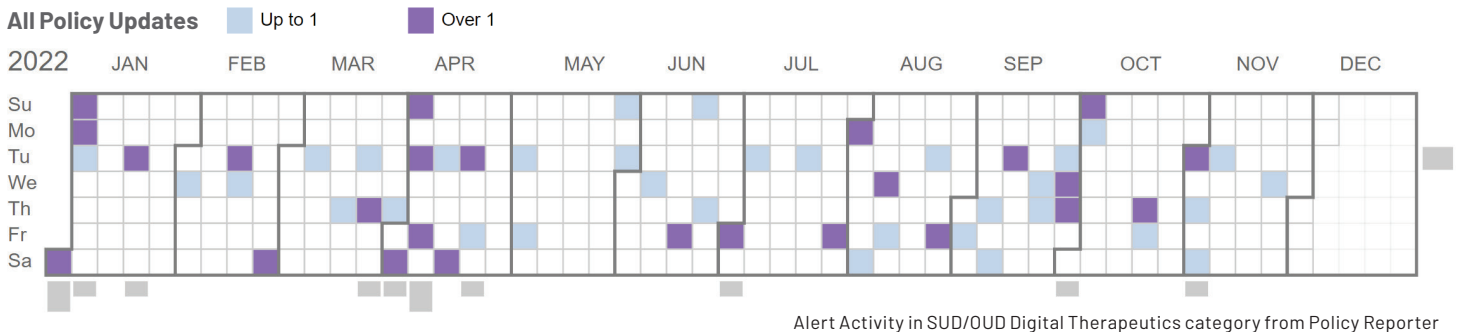 All Policy Updates Up to 1 Over 1
2022 JAN FEB MAR APR MAY JUN JUL AUG SEP OCT NOV DEC
Su
Mo
Tu
We
Th
Fr
Sa
Alert Activity in SUD/OUD Digital Therapeutics category from Policy Reporter